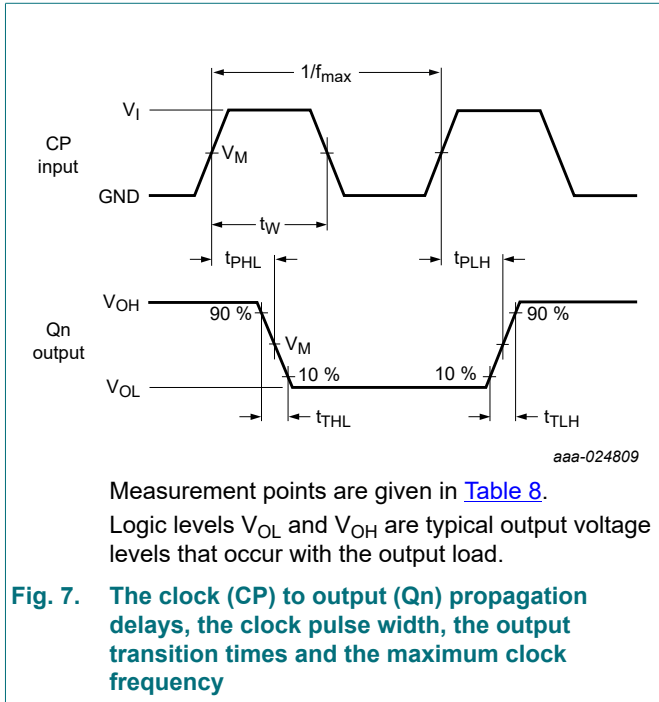 1/fmax
VI
CP
input
VM
GND
tW
tPHL
tPLH
VOH
90 %
90 %
Qn
output
VM
10 %
10 %
VOL
tTHL
tTLH
aaa-024809
Measurement points are given in Table 8.
Logic levels VOL and VOH are typical output voltage
levels that occur with the output load.
Fig. 7. The clock (CP) to output (Qn) propagation
delays, the clock pulse width, the output
transition times and the maximum clock
frequency